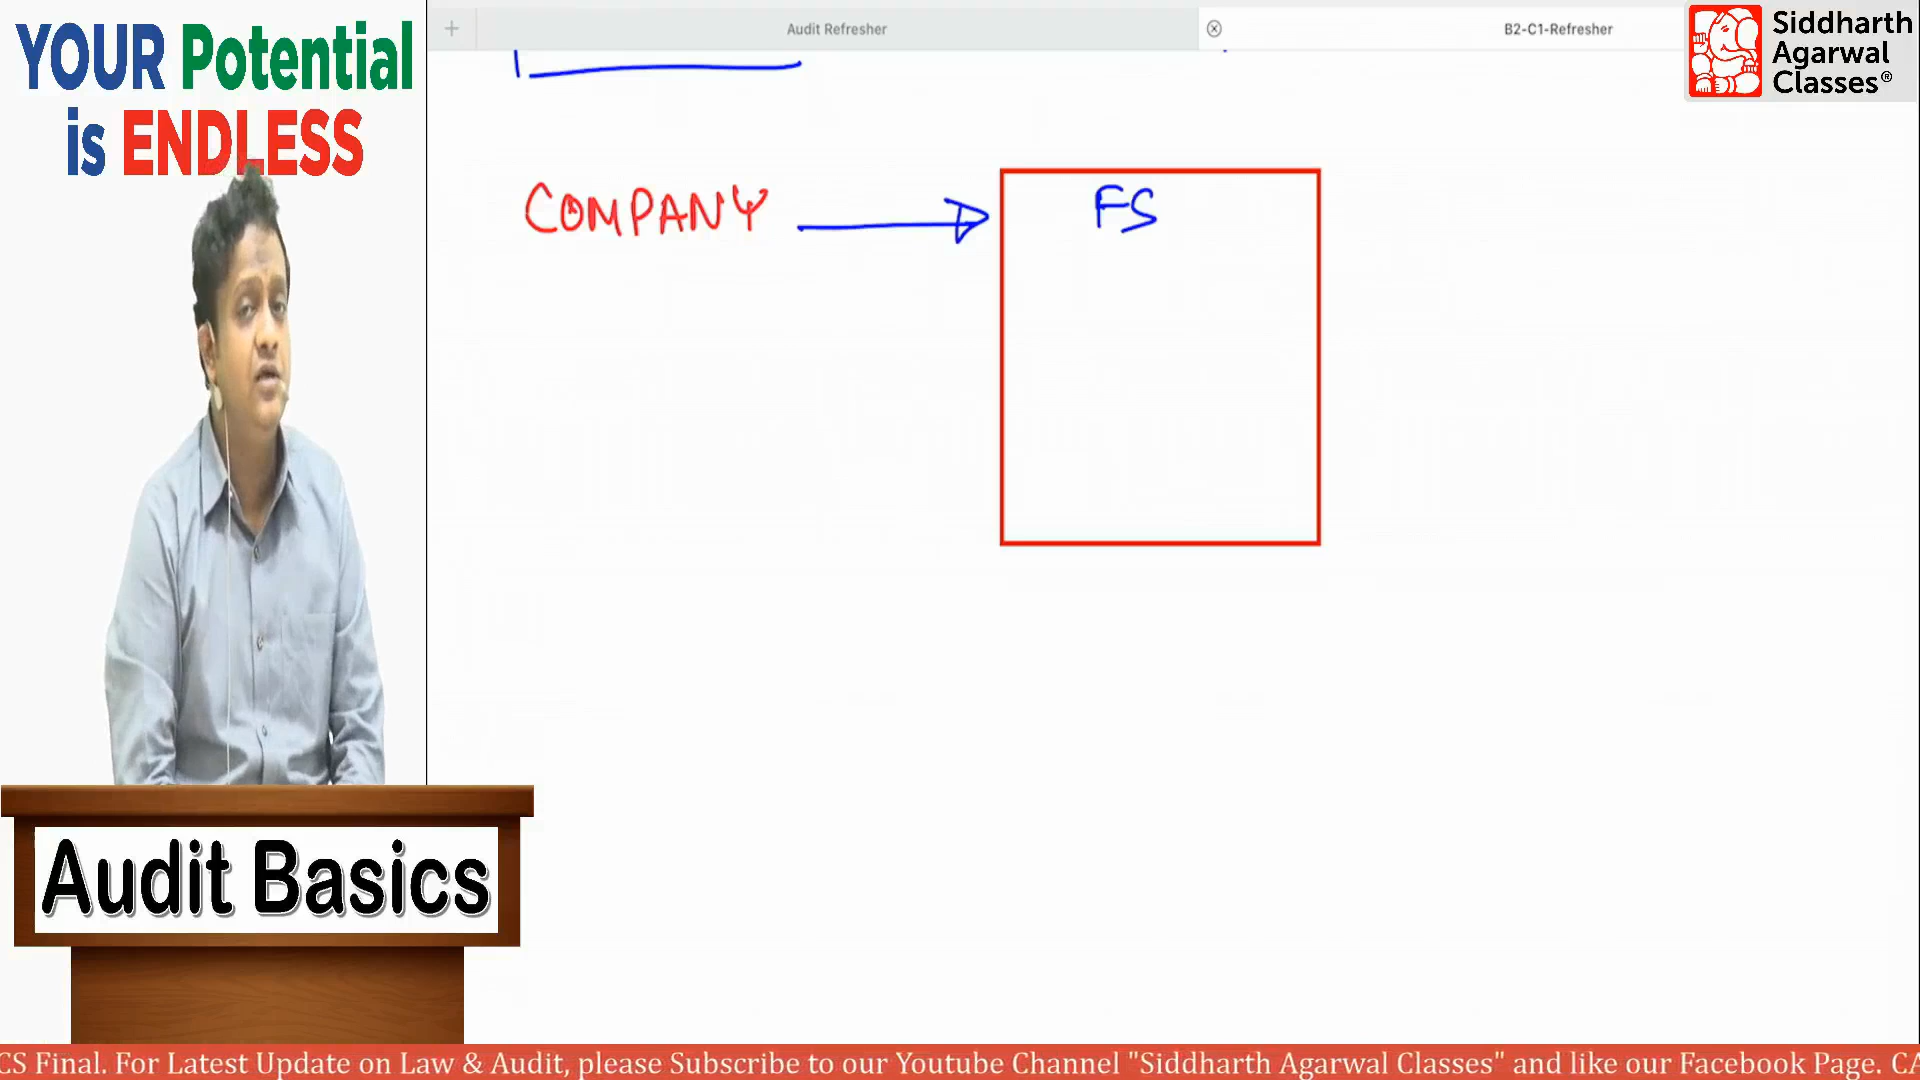 YOUR Potential
is ENDLESS
Audit Refresher
B2-C1-Refresher
Siddharth
Agarwal
Classes®
COMPANY
FS
Audit Basics
CS Final. For Latest Update on Law & Audit, please Subscribe to our Youtube Channel "Siddharth Agarwal Classes" and like our Facebook Page. CA